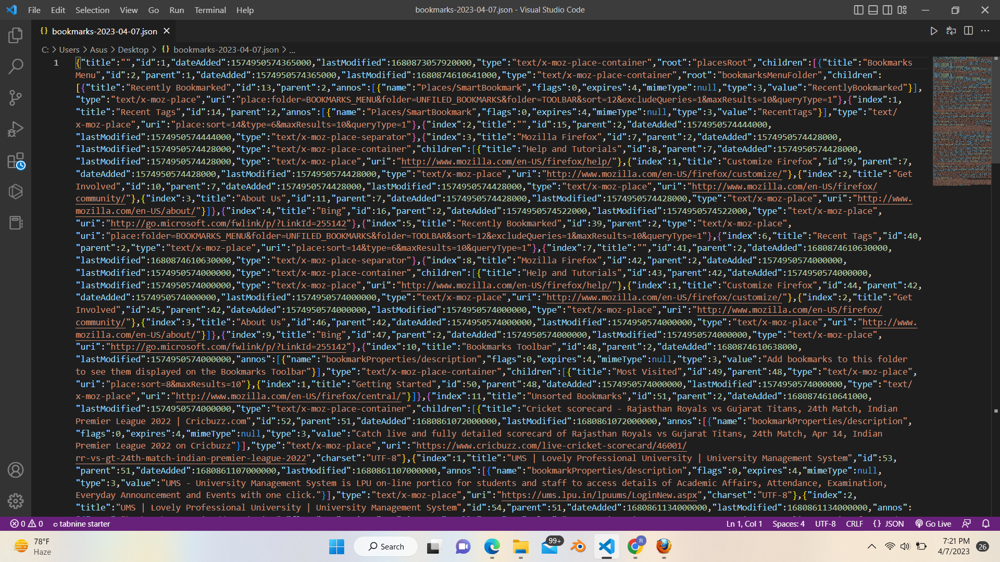 File Edit Selection View Go Run Terminal Help
bookmarks-2023-04-07.json - Visual Studio Code
{} bookmarks-2023-04-07.json ×
C: > Users > Asus > Desktop > {} bookmarks-2023-04-07.json > ...
1 {"title":"","id":1,"dateAdded":1574950574365000,"lastModified":1680873057920000,"type":"text/x-moz-place-container","root":"placesRoot","children":[{"title":"Bookmarks
Menu","id":2,"parent":1,"dateAdded":1574950574365000,"lastModified":1680874610641000,"type":"text/x-moz-place-container","root":"bookmarksMenuFolder","children":
[{"title":"Recently Bookmarked","id":13,"parent":2,"annos":[{"name":"Places/SmartBookmark","flags":0,"expires":4,"mimeType":null,"type":3,"value":"RecentlyBookmarked"}],
"type":"text/x-moz-place","uri":"place:folder=BOOKMARKS_MENU&folder=UNFILED_BOOKMARKS&folder=TOOLBAR&sort=12&excludeQueries=1&maxResults=10&queryType=1"},{"index":1,
"title":"Recent Tags","id":14,"parent":2,"annos":[{"name":"Places/SmartBookmark","flags":0,"expires":4,"mimeType":null,"type":3,"value":"RecentTags"}],"type":"text/
x-moz-place","uri":"place:sort=14&type=6&maxResults=10&queryType=1"},{"index":2,"title":"","id":15,"parent":2,"dateAdded":1574950574444000,
"lastModified":1574950574444000,"type":"text/x-moz-place-separator"},{"index":3,"title":"Mozilla Firefox","id":7,"parent":2,"dateAdded":1574950574428000,
"lastModified":1574950574428000,"type":"text/x-moz-place-container","children":[{"title":"Help and Tutorials","id":8,"parent":7,"dateAdded":1574950574428000,
"lastModified":1574950574428000,"type":"text/x-moz-place","uri":"http://www.mozilla.com/en-US/firefox/help/"},{"index":1,"title":"Customize Firefox","id":9,"parent":7,
"dateAdded":1574950574428000,"lastModified":1574950574428000,"type":"text/x-moz-place","uri":"http://www.mozilla.com/en-US/firefox/customize/"},{"index":2,"title":"Get
Involved","id":10,"parent":7,"dateAdded":1574950574428000,"lastModified":1574950574428000,"type":"text/x-moz-place","uri":"http://www.mozilla.com/en-US/firefox/
community/"},{"index":3,"title":"About Us","id":11,"parent":7,"dateAdded":1574950574428000,"lastModified":1574950574428000,"type":"text/x-moz-place","uri":"http://www.
mozilla.com/en-US/about/"}]},{"index":4,"title":"Bing","id":16,"parent":2,"dateAdded":1574950574522000,"lastModified":1574950574522000,"type":"text/x-moz-place",
"uri":"http://go.microsoft.com/fwlink/p/?LinkId=255142"},{"index":5,"title":"Recently Bookmarked","id":39,"parent":2,"type":"text/x-moz-place",
"uri":"place:folder=BOOKMARKS_MENU&folder=UNFILED_BOOKMARKS&folder=TOOLBAR&sort=12&excludeQueries=1&maxResults=10&queryType=1"},{"index":6,"title":"Recent Tags","id":40,
"parent":2,"type":"text/x-moz-place","uri":"place:sort=14&type=6&maxResults=10&queryType=1"},{"index":7,"title":"","id":41,"parent":2,"dateAdded":1680874610630000,
"lastModified":1680874610630000,"type":"text/x-moz-place-separator"},{"index":8,"title":"Mozilla Firefox","id":42,"parent":2,"dateAdded":1574950574000000,
"lastModified":1574950574000000,"type":"text/x-moz-place-container","children":[{"title":"Help and Tutorials","id":43,"parent":42,"dateAdded":1574950574000000,
"lastModified":1574950574000000,"type":"text/x-moz-place","uri":"http://www.mozilla.com/en-US/firefox/help/"},{"index":1,"title":"Customize Firefox","id":44,"parent":42,
"dateAdded":1574950574000000,"lastModified":1574950574000000,"type":"text/x-moz-place","uri":"http://www.mozilla.com/en-US/firefox/customize/"},{"index":2,"title":"Get
Involved","id":45,"parent":42,"dateAdded":1574950574000000,"lastModified":1574950574000000,"type":"text/x-moz-place","uri":"http://www.mozilla.com/en-US/firefox/
community/"},{"index":3,"title":"About Us","id":46,"parent":42,"dateAdded":1574950574000000,"lastModified":1574950574000000,"type":"text/x-moz-place","uri":"http://www.
mozilla.com/en-US/about/"}]},{"index":9,"title":"Bing","id":47,"parent":2,"dateAdded":1574950574000000,"lastModified":1574950574000000,"type":"text/x-moz-place",
"uri":"http://go.microsoft.com/fwlink/p/?LinkId=255142"},{"index":10,"title":"Bookmarks Toolbar","id":48,"parent":2,"dateAdded":1680874610638000,
"lastModified":1574950574000000,"annos":[{"name":"bookmarkProperties/description","flags":0,"expires":4,"mimeType":null,"type":3,"value":"Add bookmarks to this folder
to see them displayed on the Bookmarks Toolbar"}],"type":"text/x-moz-place-container","children":[{"title":"Most Visited","id":49,"parent":48,"type":"text/x-moz-place",
"uri":"place:sort=8&maxResults=10"},{"index":1,"title":"Getting Started","id":50,"parent":48,"dateAdded":1574950574000000,"lastModified":1574950574000000,"type":"text/
x-moz-place","uri":"http://www.mozilla.com/en-US/firefox/central/"}]},{"index":11,"title":"Unsorted Bookmarks","id":51,"parent":2,"dateAdded":1680874610641000,
"lastModified":1574950574000000,"type":"text/x-moz-place-container","children":[{"title":"Cricket scorecard - Rajasthan Royals vs Gujarat Titans, 24th Match, Indian
Premier League 2022 | Cricbuzz.com","id":52,"parent":51,"dateAdded":1680861072000000,"lastModified":1680861072000000,"annos":[{"name":"bookmarkProperties/description",
"flags":0,"expires":4,"mimeType":null,"type":3,"value":"Catch live and fully detailed scorecard of Rajasthan Royals vs Gujarat Titans, 24th Match, Apr 14, Indian
Premier League 2022 on Cricbuzz"}],"type":"text/x-moz-place","uri":"https://www.cricbuzz.com/live-cricket-scorecard/46001/
rr-vs-gt-24th-match-indian-premier-league-2022","charset":"UTF-8"},{"index":1,"title":"UMS | Lovely Professional University | University Management System","id":53,
"parent":51,"dateAdded":1680861107000000,"lastModified":1680861107000000,"annos":[{"name":"bookmarkProperties/description","flags":0,"expires":4,"mimeType":null,
"type":3,"value":"UMS - University Management System is LPU on-line portico for students and staff to access details of Academic Affairs, Attendance, Examination,
Everyday Announcement and Events with one click."}],"type":"text/x-moz-place","uri":"https://ums.lpu.in/lpuums/LoginNew.aspx","charset":"UTF-8"},{"index":2,
"title":"UMS | Lovely Professional University | University Management System","id":54,"parent":51,"dateAdded":1680861134000000,"lastModified":1680861134000000,"annos":
0 0 tabnine starter
Ln 1, Col 1 Spaces: 4 UTF-8 CRLF {} JSON Go Live
78°F
Haze
Search
99+
R
7:21 PM
4/7/2023
26